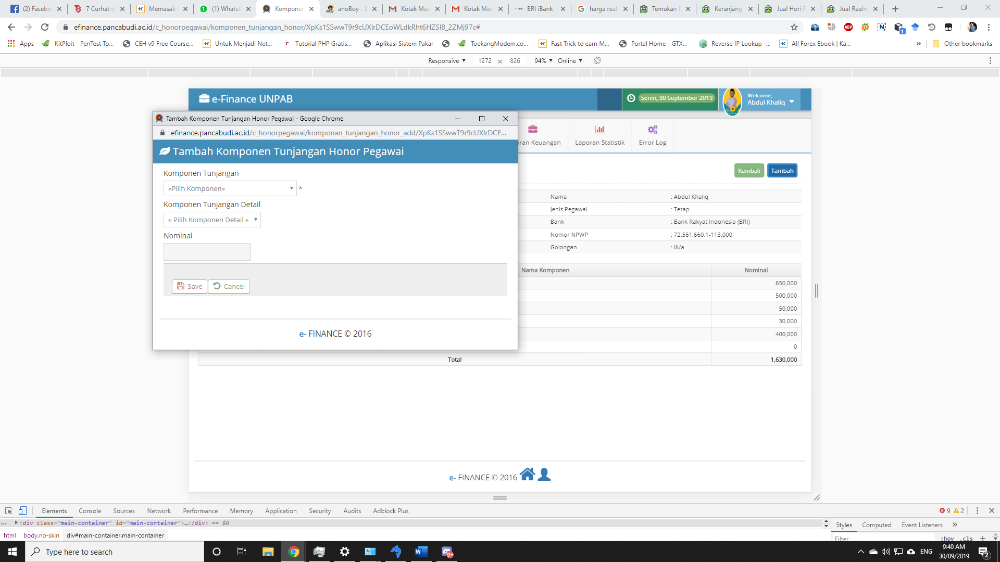 (2) Facebo
7 Curhat d
Memasak
(1) WhatsA
Komponen
anoBoy - D
Kotak Mas
Kotak Mas
BRI iBank
harga real
Temukan P
Keranjang
Jual Hori R
Jual Realm
efinance.pancabudi.ac.id/c_honorpegawai/komponen_tunjangan_honor/XpKs1SSwwT9r9cUXlrDCEoWLdkRht6HZSI8_2ZMj97c#
Apps
KitPloit - PenTest To...
CEH v9 Free Course...
Untuk Menjadi Net...
Tutorial PHP Gratis...
Aplikasi Sistem Pakar
ToekangModem.co...
Fast Trick to earn M...
Portal Home - GTX...
Reverse IP Lookup -...
All Forex Ebook | Ka...
»
Other bookmarks
Responsive ▼ 1272 × 826 94% ▼ Online ▼
e-Finance UNPAB
Senin, 30 September 2019
Welcome,
Abdul Khaliq
Tambah Komponen Tunjangan Honor Pegawai - Google Chrome
efinance.pancabudi.ac.id/c_honorpegawai/komponan_tunjangan_honor_add/XpKs1SSwwT9r9cUXlrDCE...
Tambah Komponen Tunjangan Honor Pegawai
Komponen Tunjangan
«Pilih Komponen» *
Komponen Tunjangan Detail
« Pilih Komponen Detail »
Nominal
Save
Cancel
e- FINANCE © 2016
ran Keuangan
Laporan Statistik
Error Log
Kembali
Tambah
Nama : Abdul Khaliq
Jenis Pegawai : Tetap
Bank : Bank Rakyat Indonesia (BRI)
Nomor NPWP : 72.561.660.1-113.000
Golongan : III/a
Nama Komponen Nominal
650,000
500,000
50,000
30,000
400,000
0
Total 1,630,000
e- FINANCE © 2016
Elements Console Sources Network Performance Memory Application Security Audits Adblock Plus
9 2
... <div class="main-container" id="main-container">…</div> == $0
Styles Computed Event Listeners »
html body.no-skin div#main-container.main-container
Filter :hov .cls +
Type here to search
9+
ENG
9:40 AM
30/09/2019
2